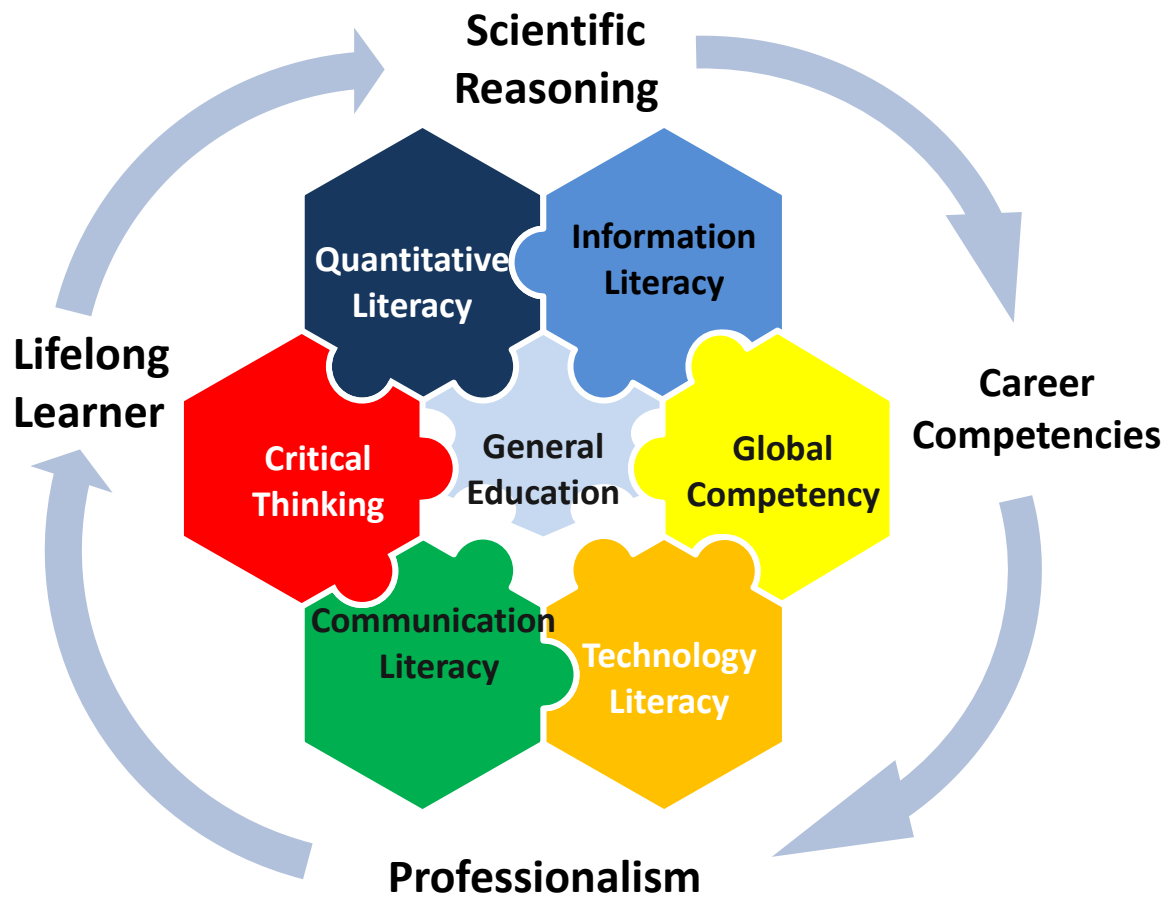 Scientific
Reasoning
Quantitative
Literacy
Information
Literacy
Lifelong
Learner
Career
Competencies
Critical
Thinking
General
Education
Global
Competency
Communication
Literacy
Technology
Literacy
Professionalism